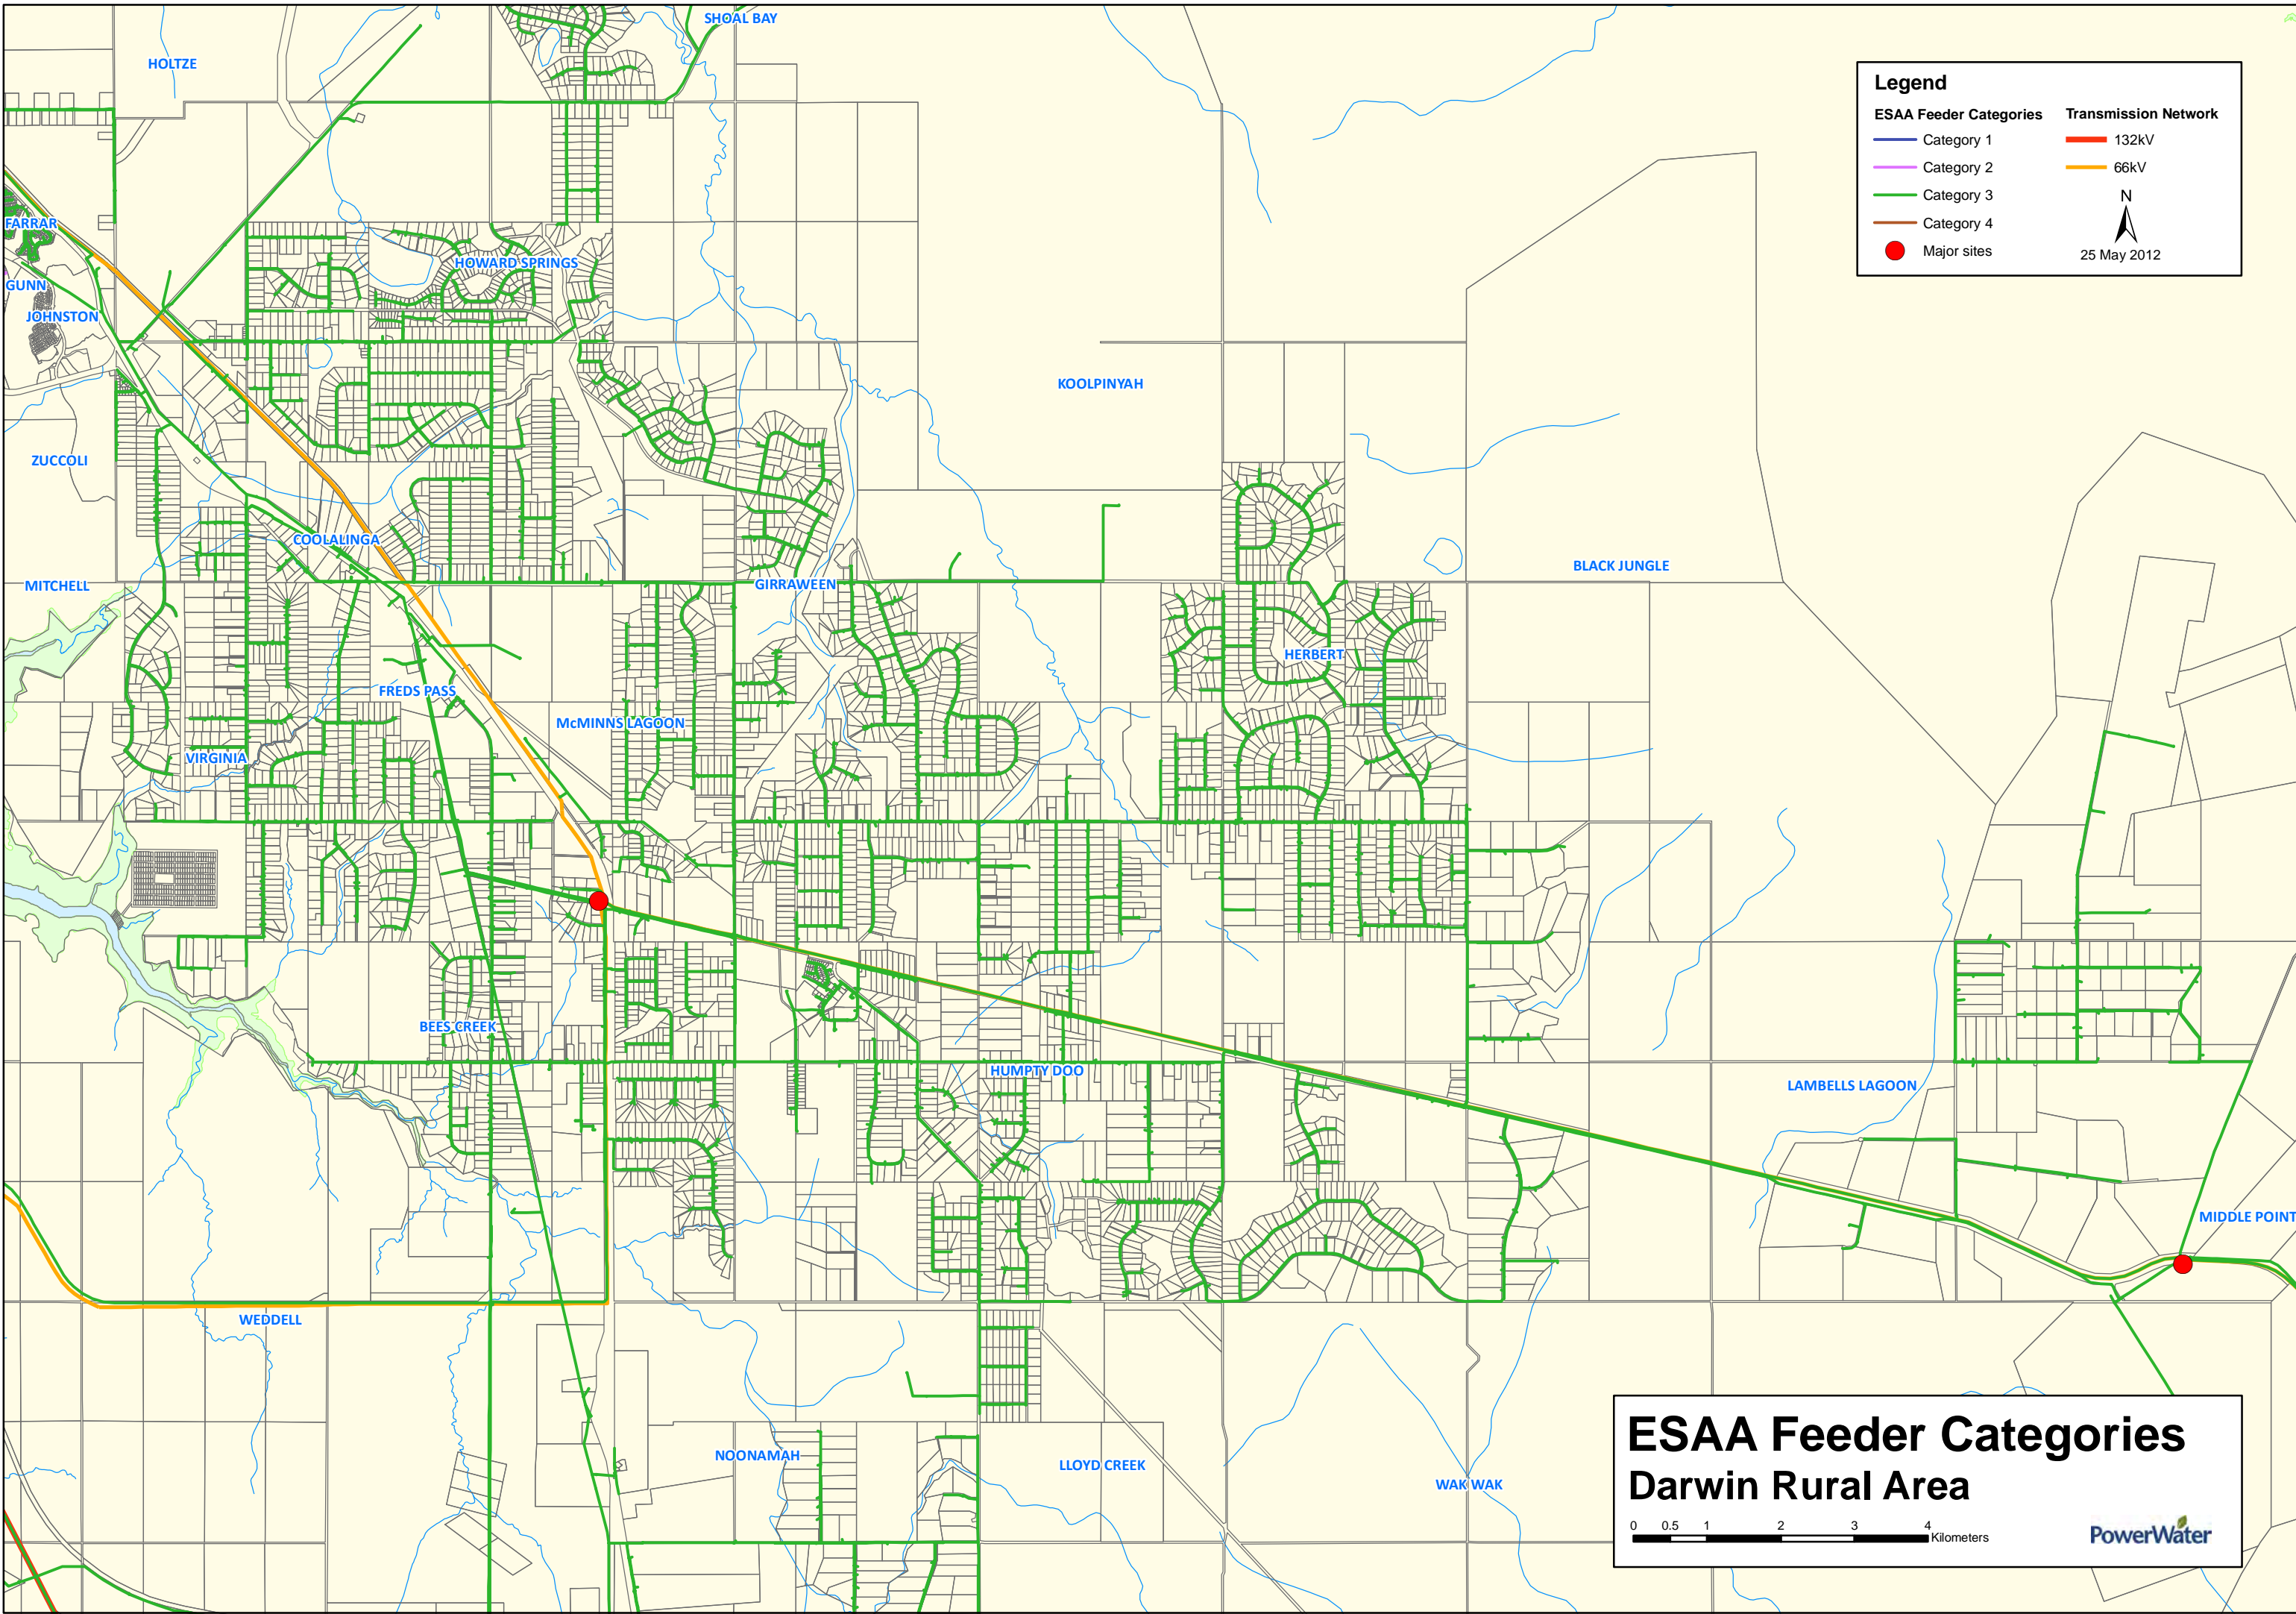 SHOAL BAY
HOLTZE
Legend
ESAA Feeder Categories
Transmission Network
Category 1
132kV
Category 2
66kV
Category 3
N
Category 4
Major sites
25 May 2012
FARRAR
HOWARD SPRINGS
GUNN
JOHNSTON
KOOLPINYAH
ZUCCOLI
COOLALINGA
BLACK JUNGLE
MITCHELL
GIRRAWEEN
HERBERT
FREDS PASS
McMINNS LAGOON
VIRGINIA
BEES CREEK
HUMPTY DOO
LAMBELLS LAGOON
MIDDLE POINT
WEDDELL
NOONAMAH
LLOYD CREEK
WAK WAK
ESAA Feeder Categories
Darwin Rural Area
0 0.5 1 2 3 4
Kilometers
PowerWater